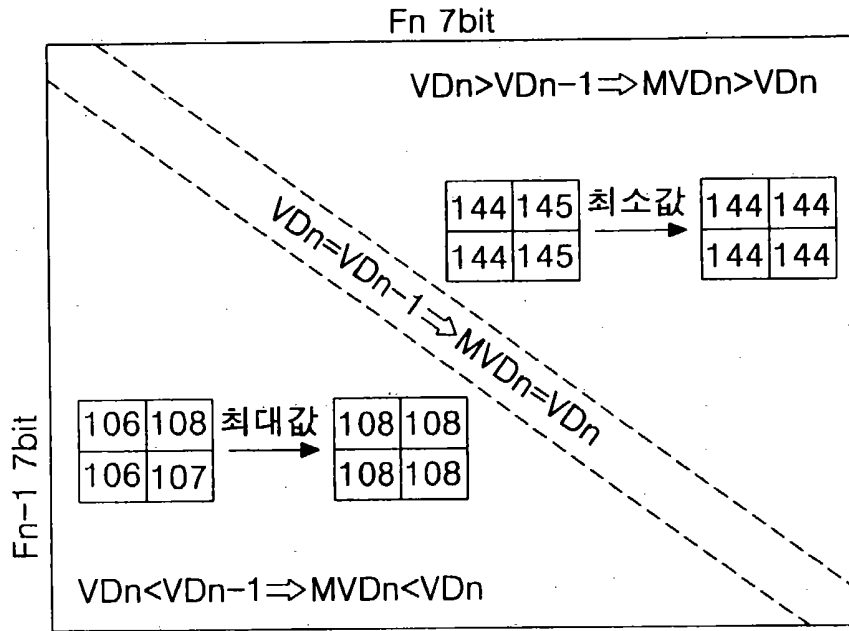 Fn 7bit
VDn>VDn-1⇒MVDn>VDn
144 145 최소값 144 144
144 145 144 144
VDn=VDn-1⇒MVDn=VDn
106 108 최대값 108 108
106 107 108 108
Fn-1 7bit
VDn<VDn-1⇒MVDn<VDn